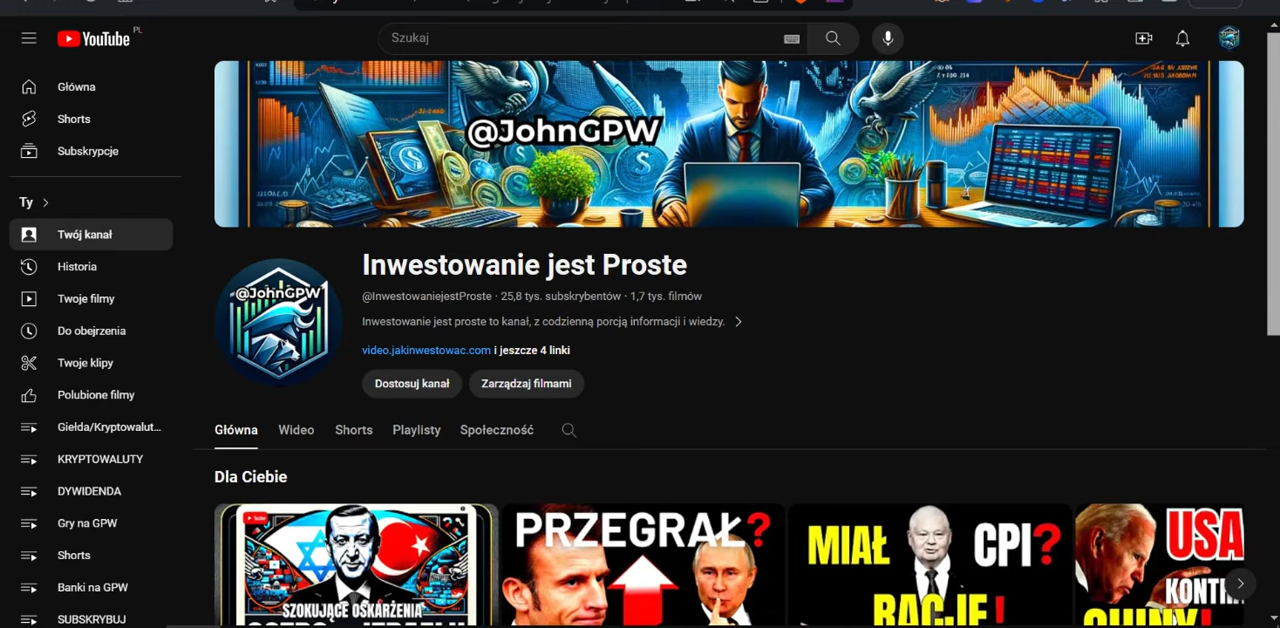 YouTube PL
Szukaj
Główna
Shorts
Subskrypcje
Ty
Twój kanał
Historia
Twoje filmy
Do obejrzenia
Twoje klipy
Polubione filmy
Giełda/Kryptowalut...
KRYPTOWALUTY
DYWIDENDA
Gry na GPW
Shorts
Banki na GPW
SUBSKRYBUJ
@JohnGPW
@JohnGPW
Inwestowanie jest Proste
@InwestowaniejestProste · 25,8 tys. subskrybentów · 1,7 tys. filmów
Inwestowanie jest proste to kanał, z codzienną porcją informacji i wiedzy.
video.jakinwestowac.com i jeszcze 4 linki
Dostosuj kanał
Zarządzaj filmami
Główna Wideo Shorts Playlisty Społeczność
Dla Ciebie
SZOKUJĄCE OSKARŻENIA
PRZEGRAŁ?
MIAŁ CPI?
RACJE!
USA
CHINY!